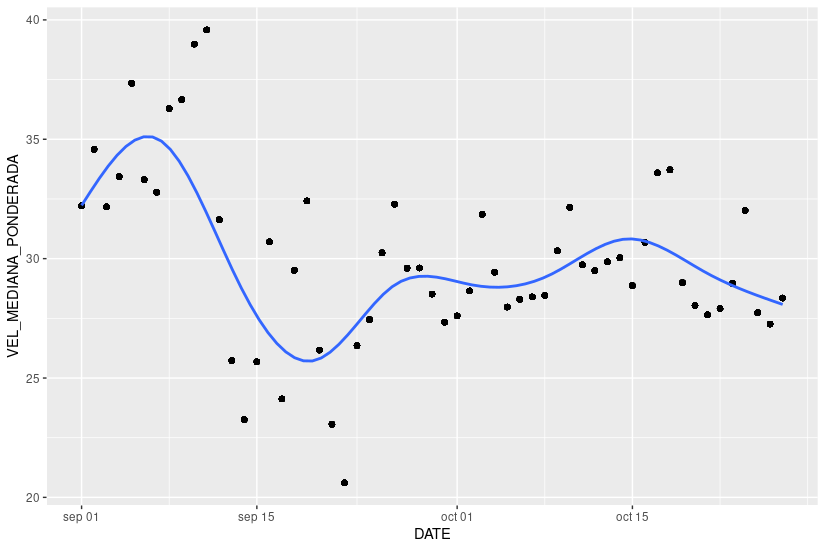 40
35
30
25
20
VEL_MEDIANA_PONDERADA
sep 01
sep 15
oct 01
oct 15
DATE